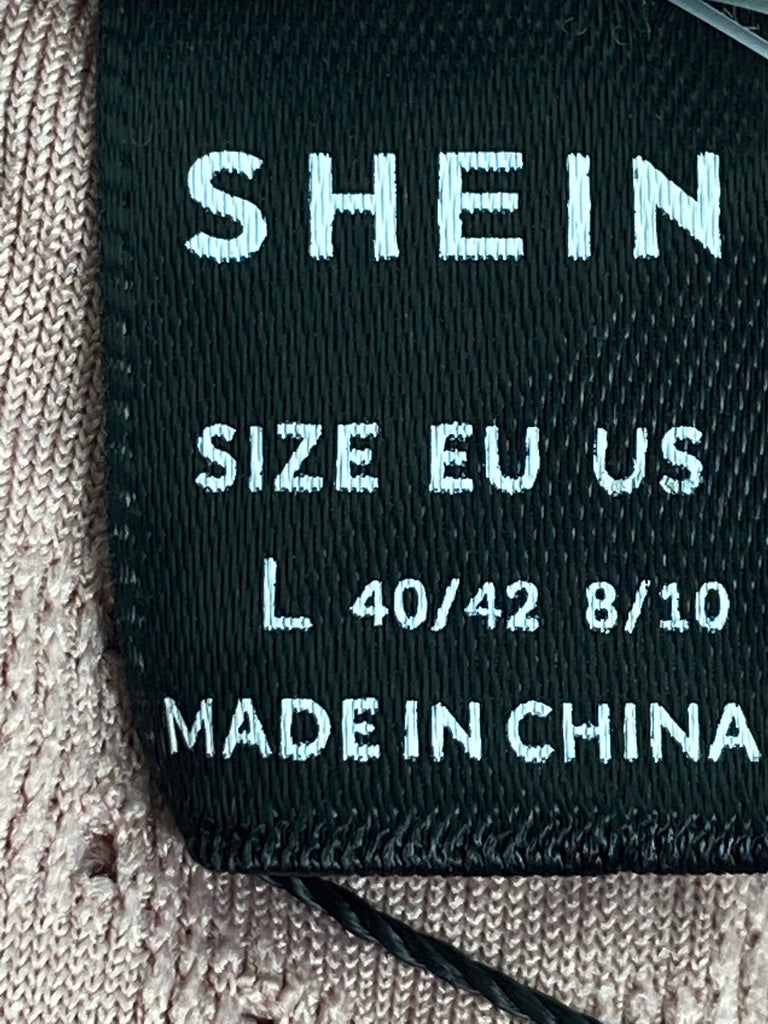 SHEIN
SIZE EU US
L 40/42 8/10
MADE IN CHINA